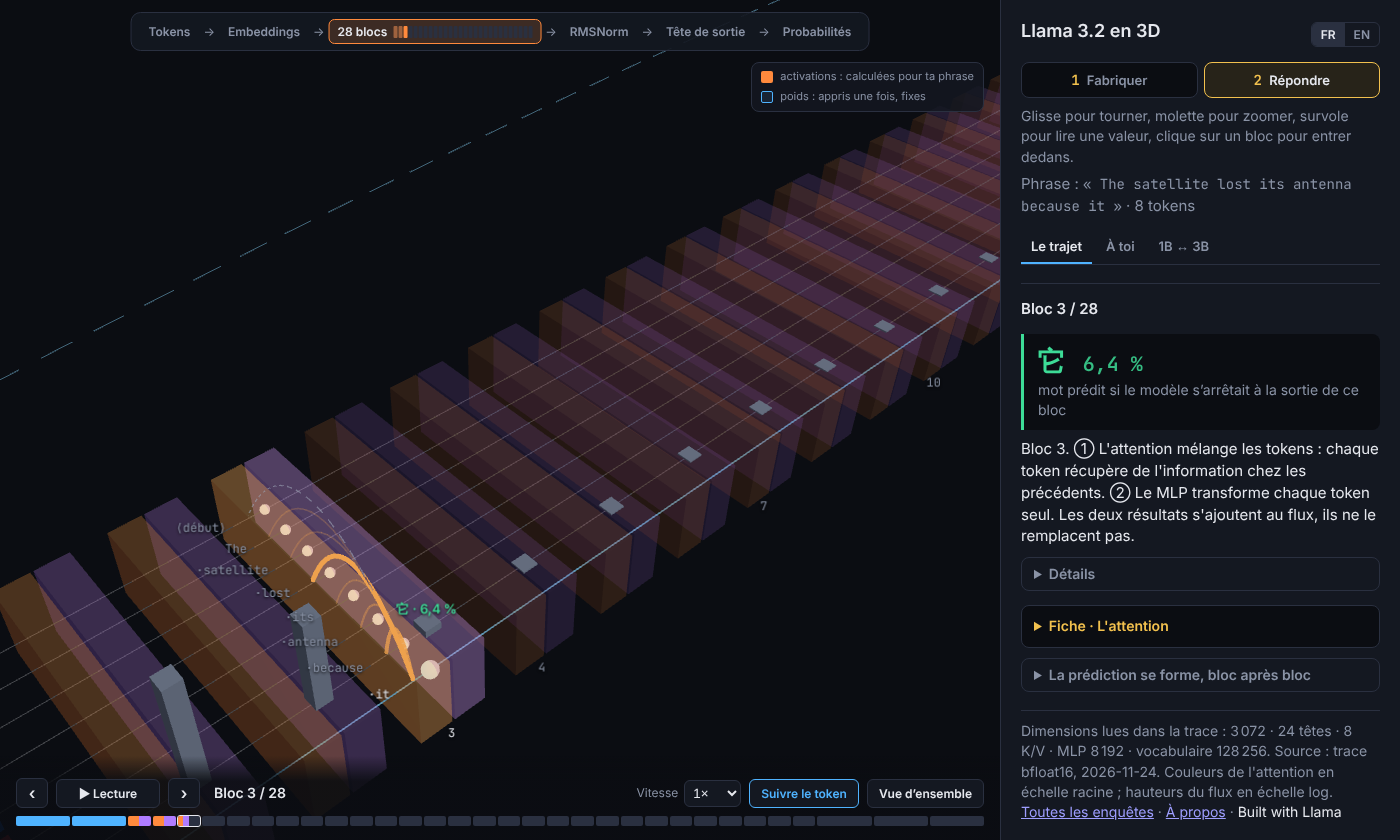 Tokens → Embeddings → 28 blocs → RMSNorm → Tête de sortie → Probabilités
activations : calculées pour ta phrase
poids : appris une fois, fixes
10
7
4
3
(début)
The
·satellite
·lost
·its
·antenna
·because
·it
它 · 6,4 %
‹ ▶ Lecture › Bloc 3 / 28
Vitesse 1× Suivre le token Vue d’ensemble
Llama 3.2 en 3D
FR EN
1 Fabriquer
2 Répondre
Glisse pour tourner, molette pour zoomer, survole
pour lire une valeur, clique sur un bloc pour entrer
dedans.
Phrase : « The satellite lost its antenna
because it » · 8 tokens
Le trajet À toi 1B ↔ 3B
Bloc 3 / 28
它 6,4 %
mot prédit si le modèle s’arrêtait à la sortie de ce
bloc
Bloc 3. ① L'attention mélange les tokens : chaque
token récupère de l'information chez les
précédents. ② Le MLP transforme chaque token
seul. Les deux résultats s'ajoutent au flux, ils ne le
remplacent pas.
▶ Détails
▶ Fiche · L'attention
▶ La prédiction se forme, bloc après bloc
Dimensions lues dans la trace : 3 072 · 24 têtes · 8
K/V · MLP 8 192 · vocabulaire 128 256. Source : trace
bfloat16, 2026-11-24. Couleurs de l'attention en
échelle racine ; hauteurs du flux en échelle log.
Toutes les enquêtes · À propos · Built with Llama